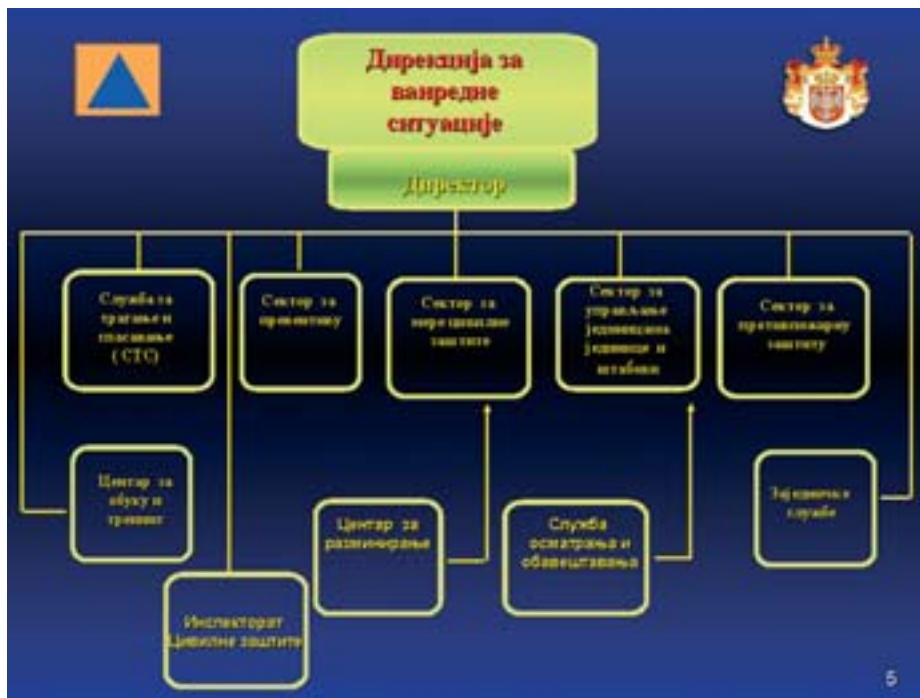 Дирекција за
ванредне
ситуације
Директор
Служба за
трагање и
спасавање
( СТС)
Сектор за
превентиву
Сектор за
мере цивилне
заштите
Сектор за
управљање
јединице и
штабови
Сектор за
противпожарну
заштиту
Центар за
обуку и
тренинг
Центар за
разминирање
Служба
осматрања и
обавештавања
Заједничке
службе
Инспекторат
Цивилне заштите
5